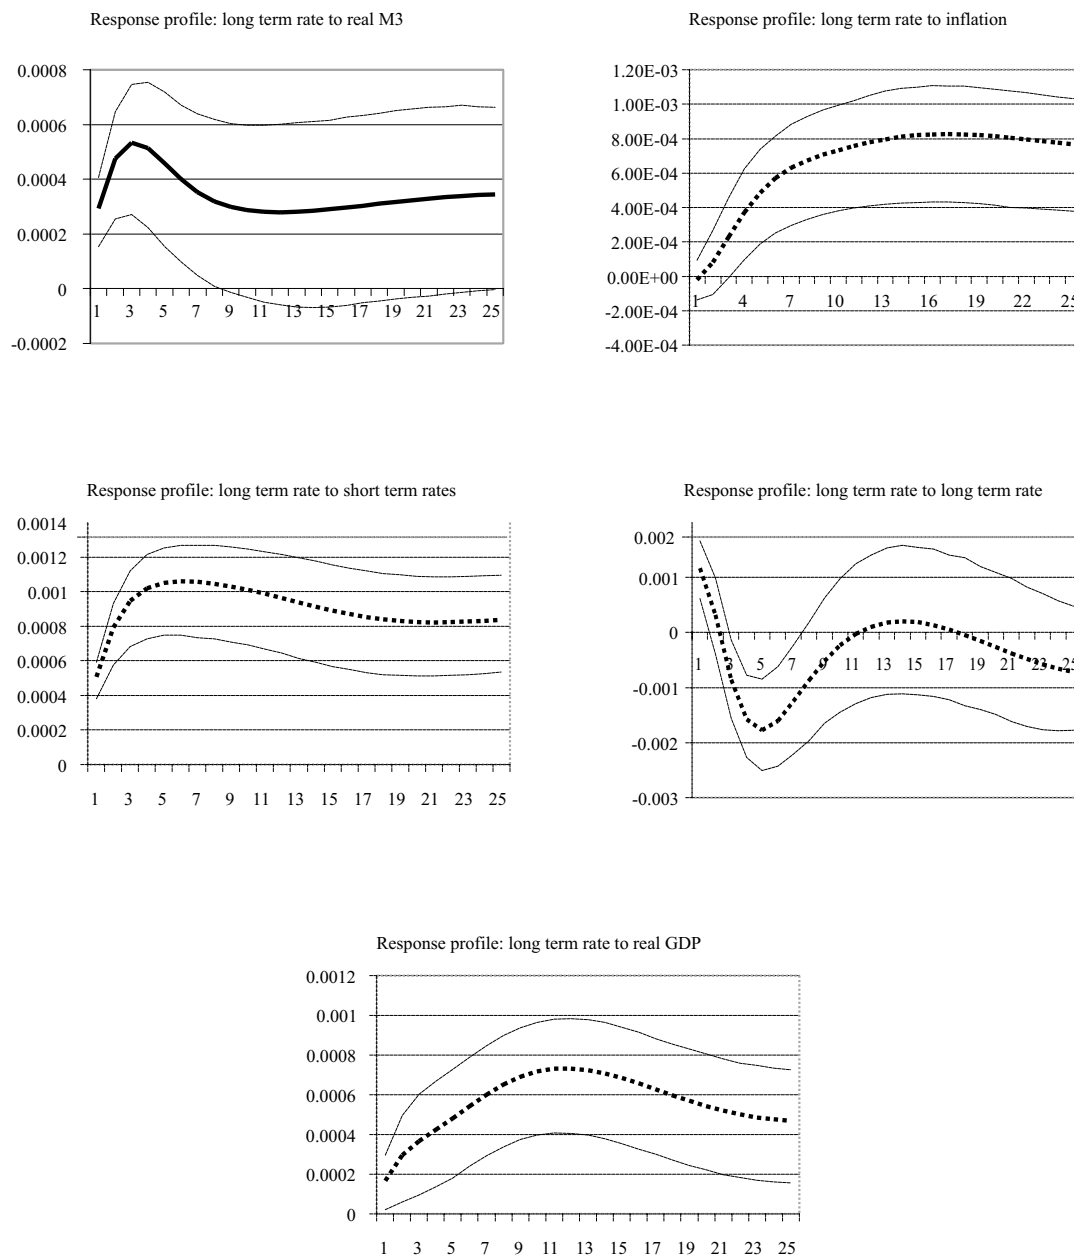 Response profile: long term rate to real M3
0.0008
0.0006
0.0004
0.0002
0
-0.0002
1 3 5 7 9 11 13 15 17 19 21 23 25
Response profile: long term rate to inflation
1.20E-03
1.00E-03
8.00E-04
6.00E-04
4.00E-04
2.00E-04
0.00E+00
-2.00E-04
-4.00E-04
1 4 7 10 13 16 19 22 25
Response profile: long term rate to short term rates
0.0014
0.0012
0.001
0.0008
0.0006
0.0004
0.0002
0
1 3 5 7 9 11 13 15 17 19 21 23 25
Response profile: long term rate to long term rate
0.002
0.001
0
-0.001
-0.002
-0.003
1 3 5 7 9 11 13 15 17 19 21 23 25
Response profile: long term rate to real GDP
0.0012
0.001
0.0008
0.0006
0.0004
0.0002
0
1 3 5 7 9 11 13 15 17 19 21 23 25